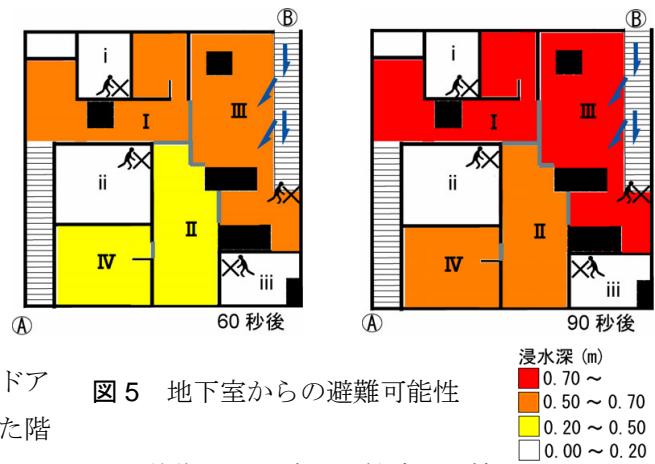 Ⓑ
Ⓑ
i
i
Ⅲ
Ⅲ
Ⅰ
Ⅰ
ii
ii
Ⅱ
Ⅱ
Ⅳ
Ⅳ
iii
iii
Ⓐ
60 秒後
Ⓐ
90 秒後
ドア
図 5 地下室からの避難可能性
た階
浸水深 (m)
0.70 ~
0.50 ~ 0.70
0.20 ~ 0.50
0.00 ~ 0.20